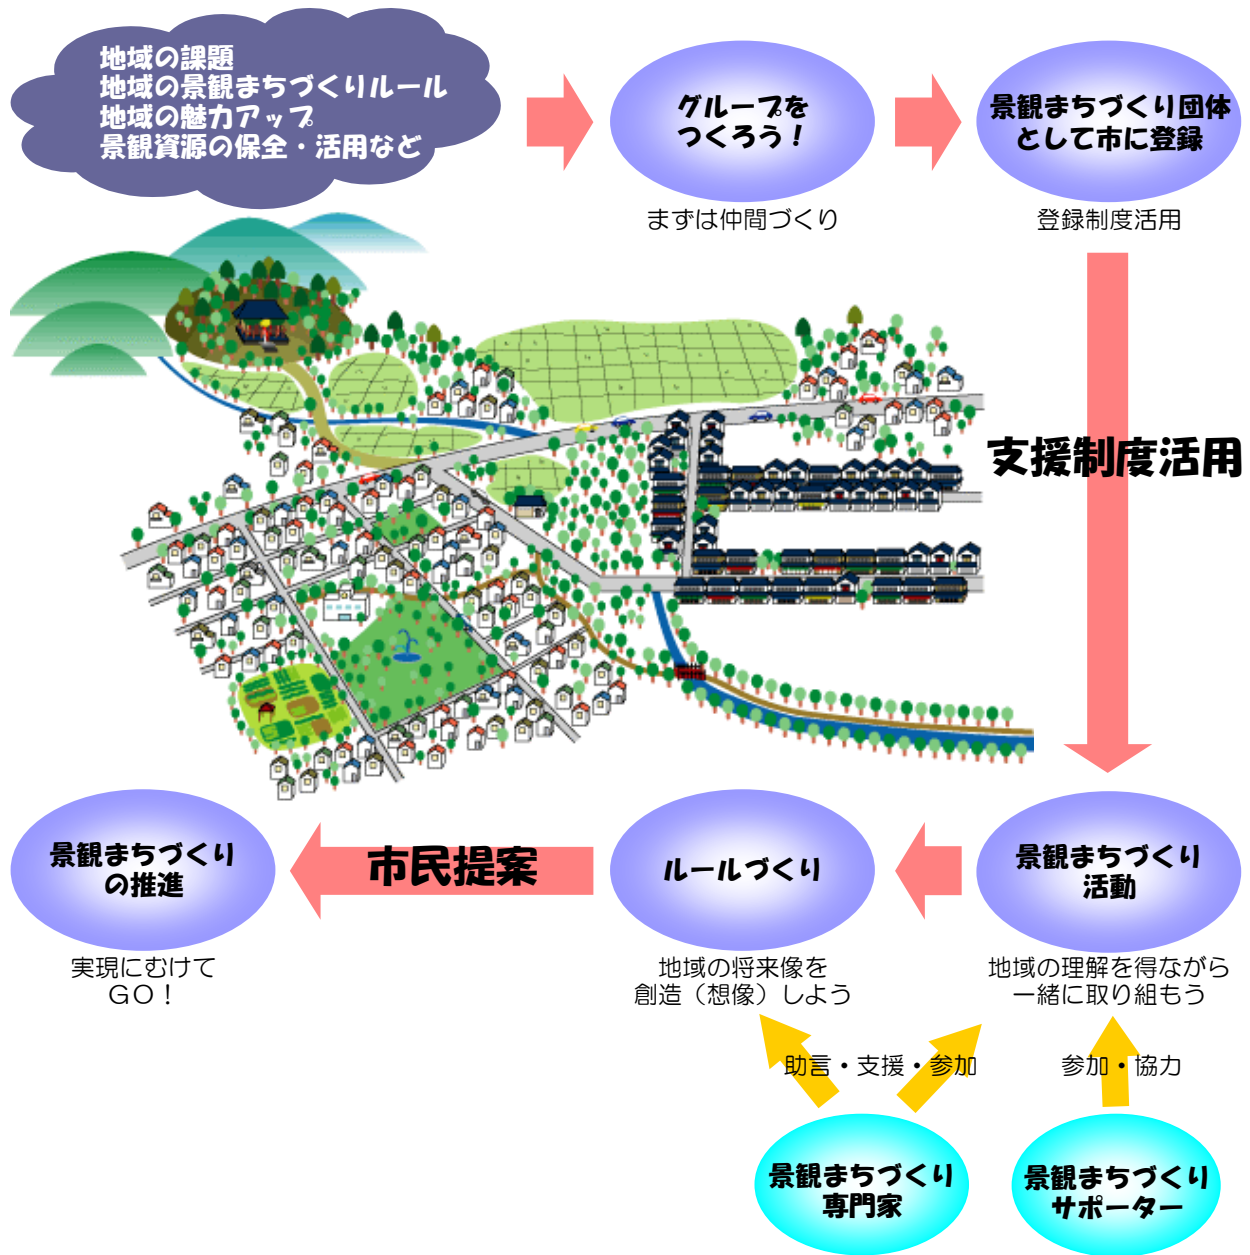 地域の課題
地域の景観まちづくりルール
地域の魅力アップ
景観資源の保全・活用など
グループを
つくろう！
まずは仲間づくり
景観まちづくり団体
として市に登録
登録制度活用
支援制度活用
景観まちづくり
活動
地域の理解を得ながら
一緒に取り組もう
ルールづくり
地域の将来像を
創造（想像）しよう
市民提案
景観まちづくり
の推進
実現にむけて
ＧＯ！
助言・支援・参加
参加・協力
景観まちづくり
専門家
景観まちづくり
サポーター